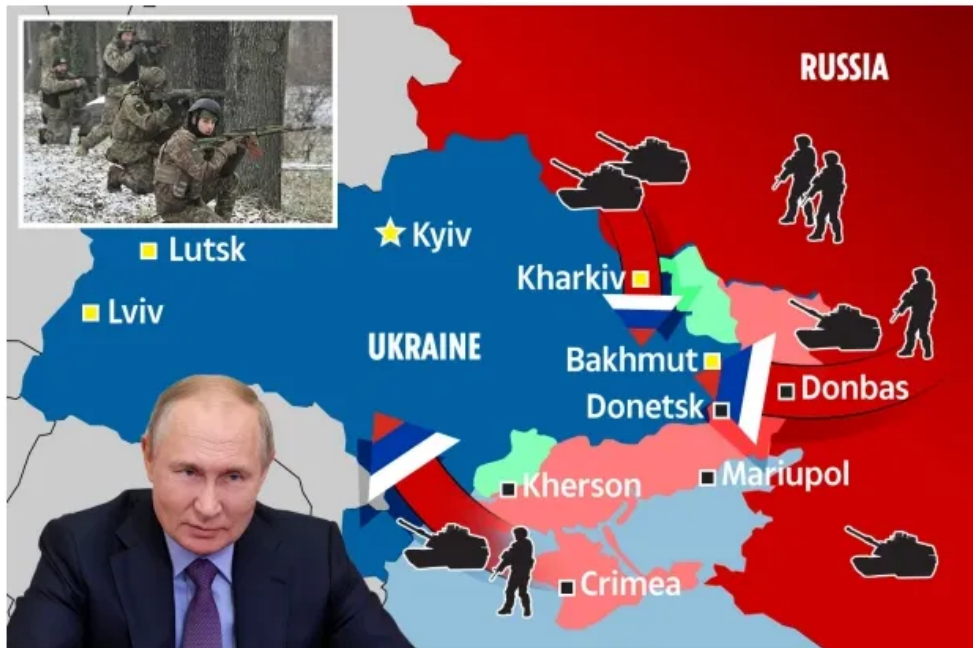 RUSSIA
Kyiv
Lutsk
Kharkiv
Lviv
UKRAINE
Bakhmut
Donbas
Donetsk
Mariupol
Kherson
Crimea